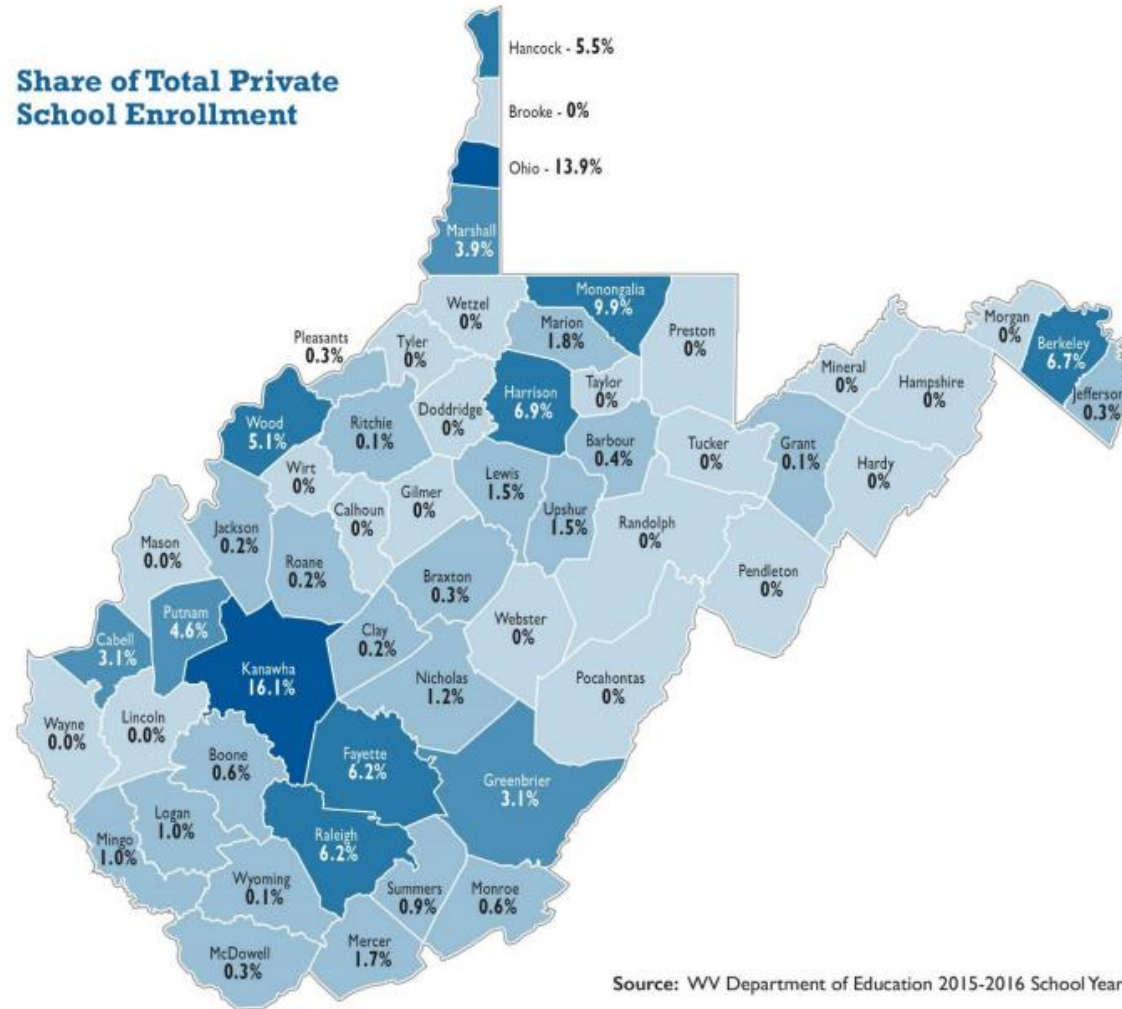 Share of Total Private
School Enrollment
Hancock - 5.5%
Brooke - 0%
Ohio - 13.9%
Marshall
3.9%
Wetzel
0%
Monongalia
9.9%
Marion
1.8%
Preston
0%
Morgan
0%
Berkeley
6.7%
Jefferson
0.3%
Pleasants
0.3%
Tyler
0%
Mineral
0%
Hampshire
0%
Wood
5.1%
Ritchie
0.1%
Doddridge
0%
Harrison
6.9%
Taylor
0%
Barbour
0.4%
Tucker
0%
Grant
0.1%
Hardy
0%
Wirt
0%
Calhoun
0%
Gilmer
0%
Lewis
1.5%
Upshur
1.5%
Randolph
0%
Pendleton
0%
Mason
0.0%
Jackson
0.2%
Roane
0.2%
Braxton
0.3%
Webster
0%
Cabell
3.1%
Putnam
4.6%
Kanawha
16.1%
Clay
0.2%
Nicholas
1.2%
Pocahontas
0%
Wayne
0.0%
Lincoln
0.0%
Boone
0.6%
Fayette
6.2%
Greenbrier
3.1%
Mingo
1.0%
Logan
1.0%
Raleigh
6.2%
Wyoming
0.1%
Summers
0.9%
Monroe
0.6%
McDowell
0.3%
Mercer
1.7%
Source: WV Department of Education 2015-2016 School Year